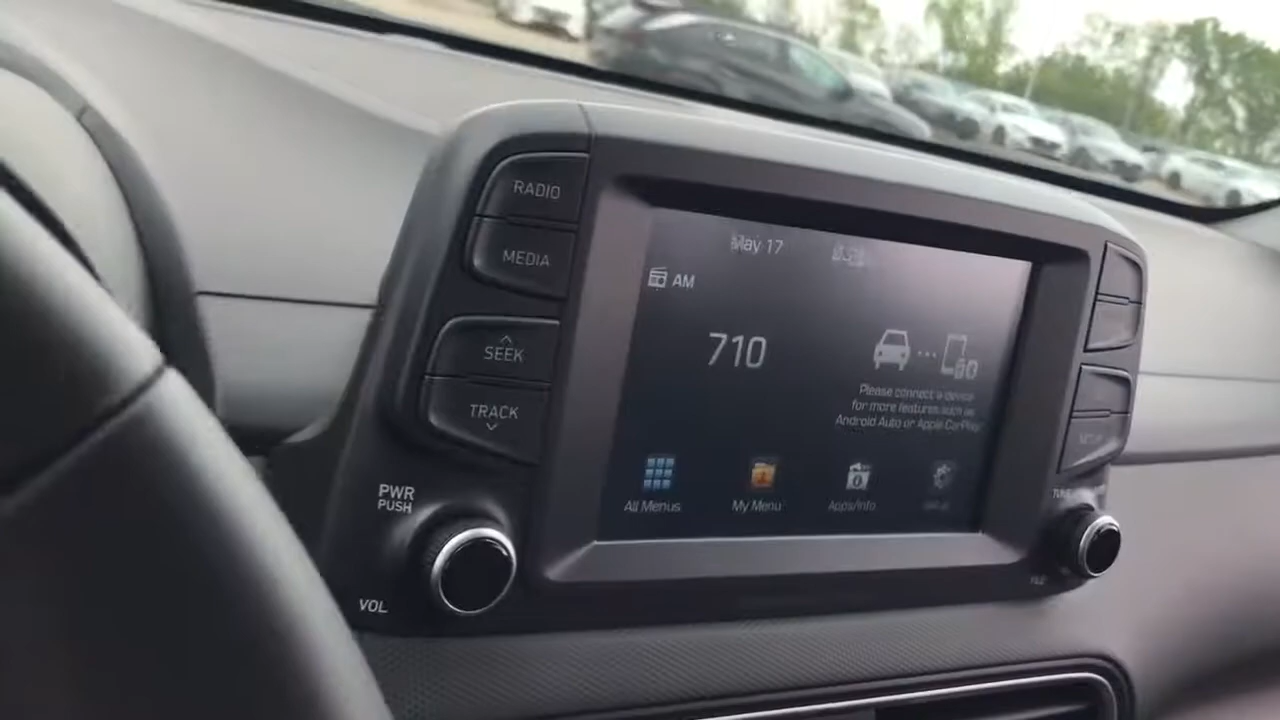 RADIO
MEDIA
SEEK
TRACK
PWR
PUSH
VOL
May 17
AM
710
Please connect a device
for more features such as
Android Auto or Apple CarPlay
All Menus
My Menu
Apps/Info